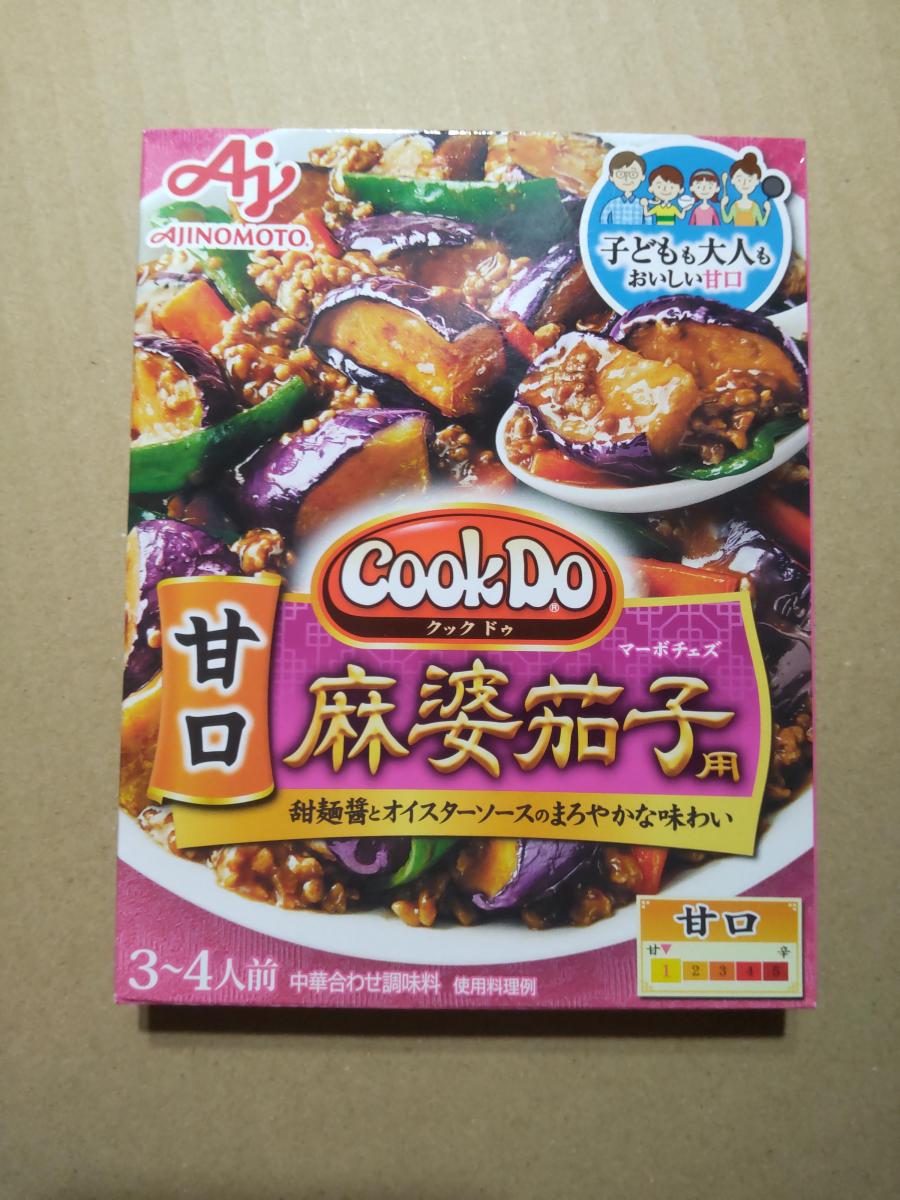 Aj
AJINOMOTO®
子どもも大人も
おいしい甘口
CookDo®
クック ドゥ
甘口
マーボチェズ
麻婆茄子用
甜麺醤とオイスターソースのまろやかな味わい
甘口
甘 辛
1 2 3 4 5
3~4人前 中華合わせ調味料 使用料理例